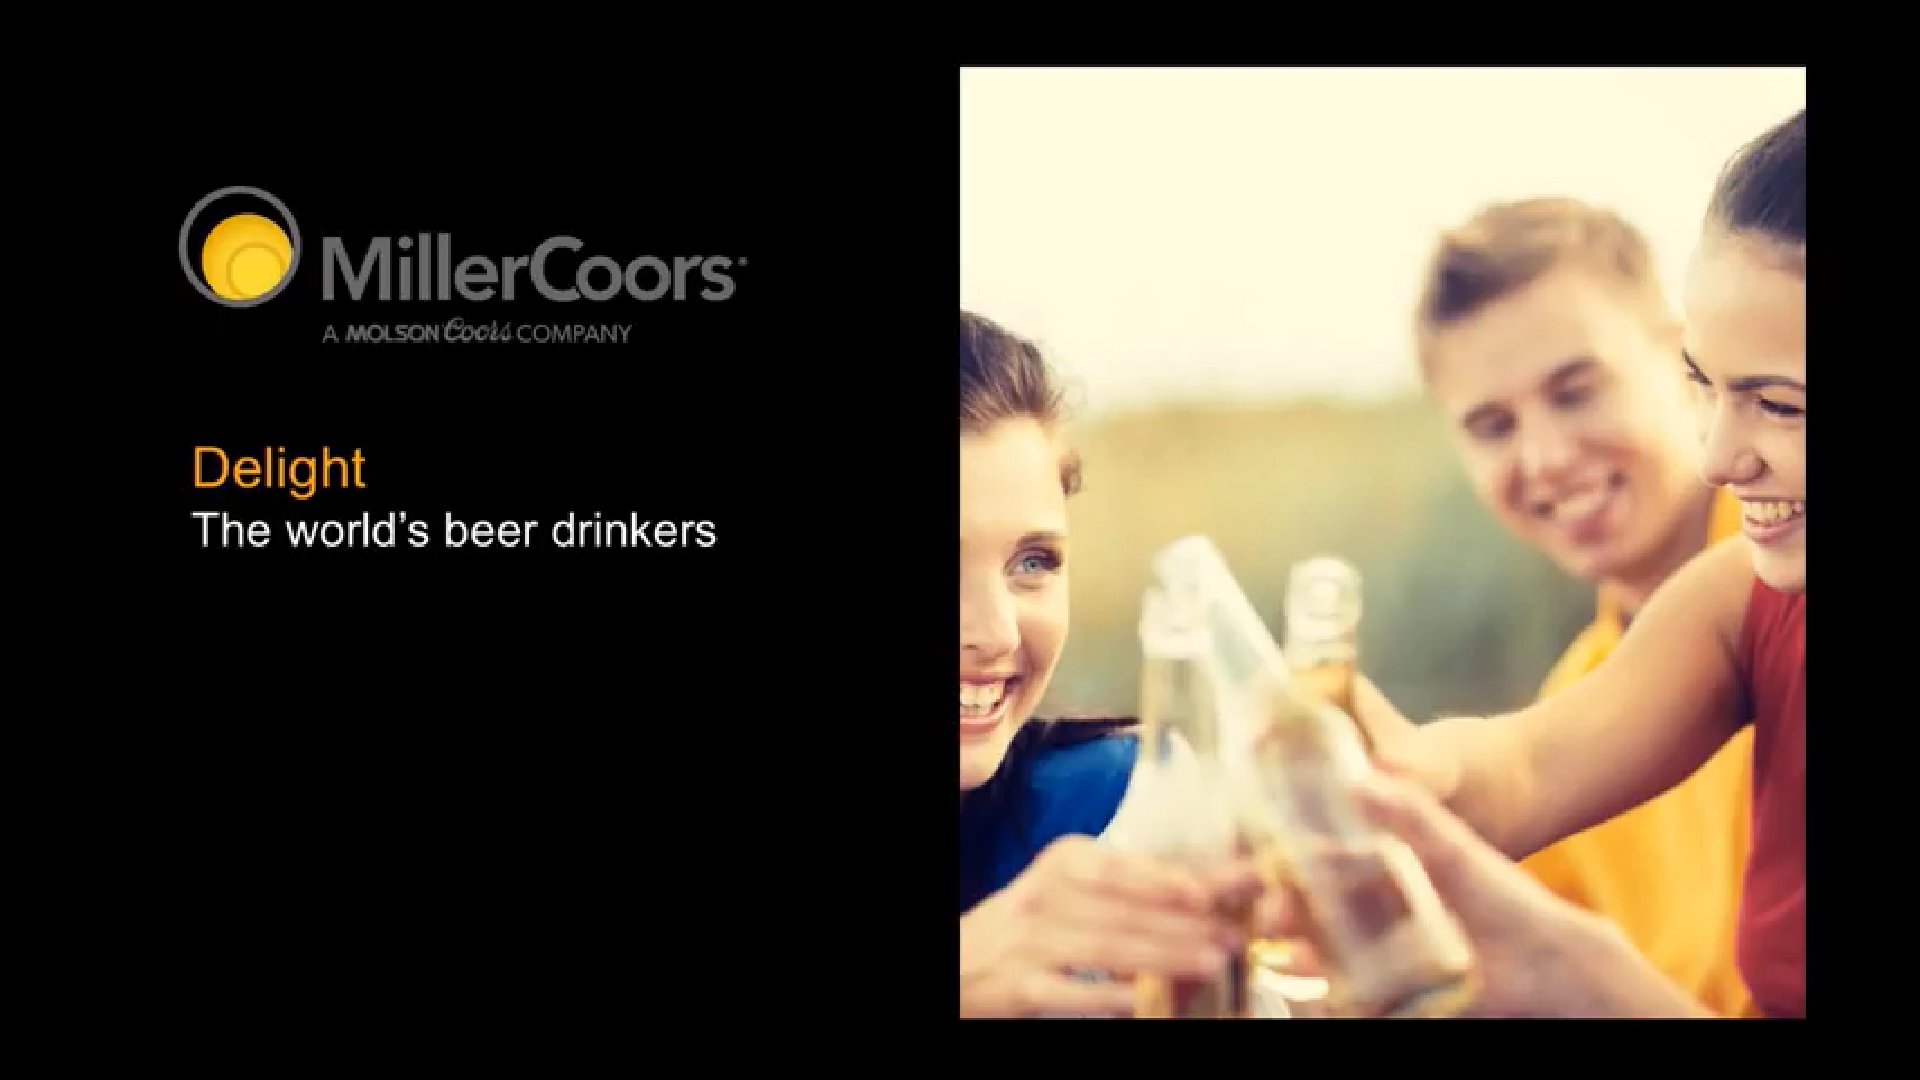 MillerCoors
A MOLSON Coors COMPANY
Delight
The world’s beer drinkers